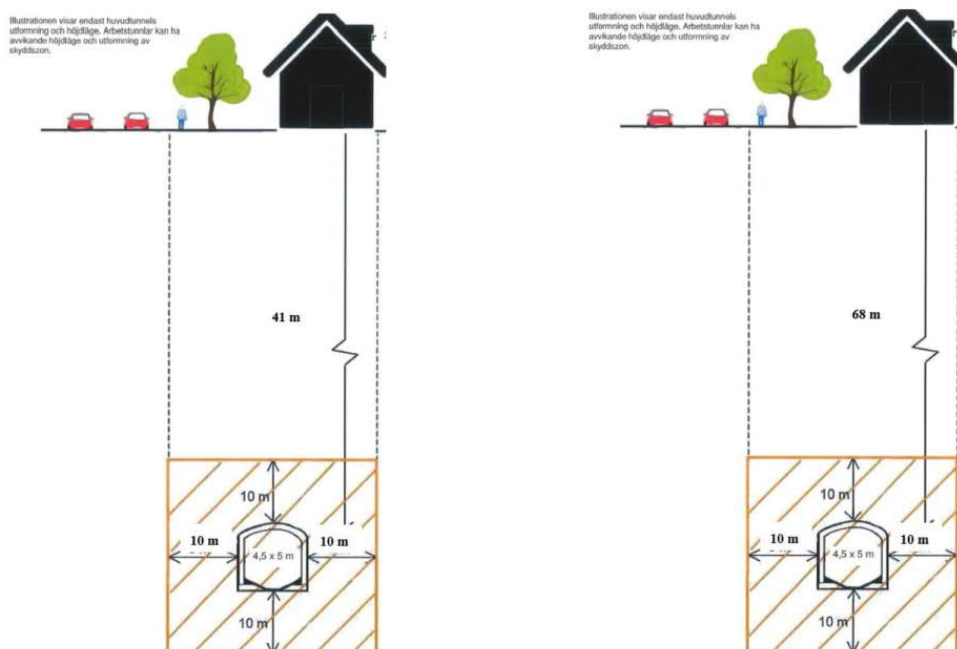 Illustrationen visar endast huvudtunnels
utformning och höjdläge. Arbetstunnlar kan ha
avvikande höjdläge och utformning av
skyddszon.
41 m
10 m
10 m
10 m
4,5 x 5 m
10 m
Illustrationen visar endast huvudtunnels
utformning och höjdläge. Arbetstunnlar kan ha
avvikande höjdläge och utformning av
skyddszon.
68 m
10 m
10 m
10 m
4,5 x 5 m
10 m